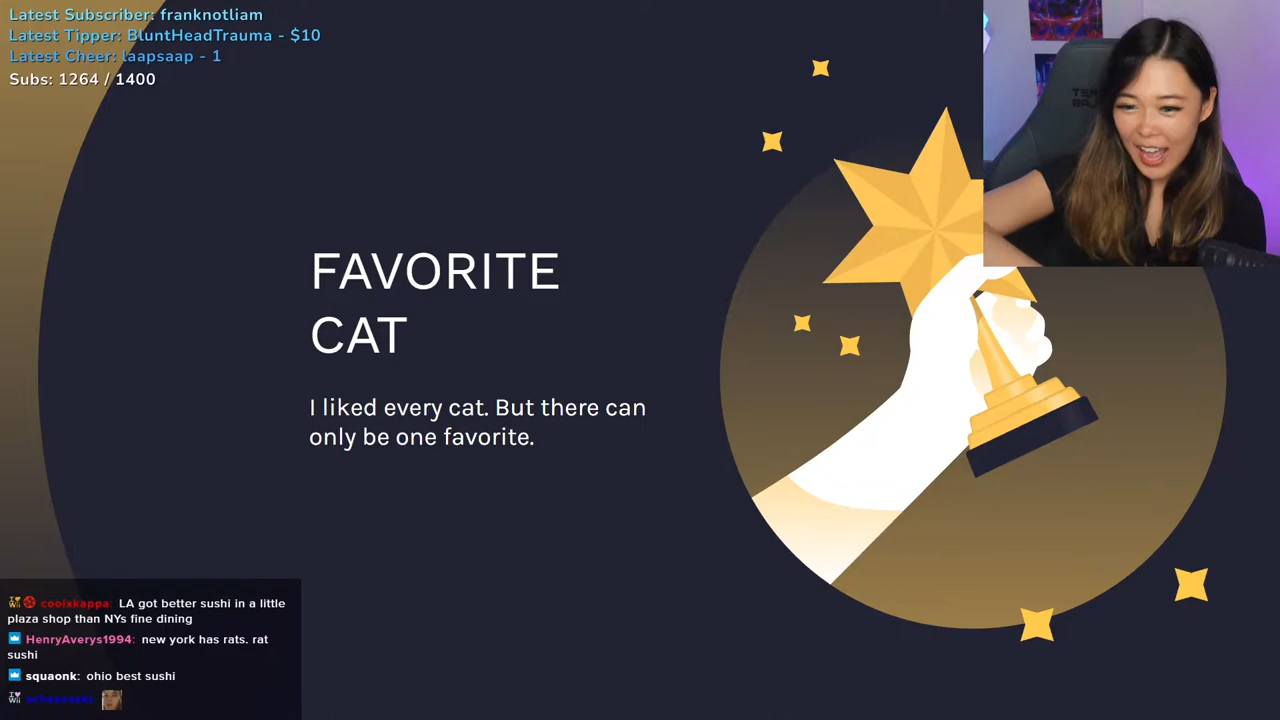 Latest Subscriber: franknotliam
Latest Tipper: BluntHeadTrauma - $10
Latest Cheer: laapsaap - 1
Subs: 1264 / 1400
FAVORITE
CAT
I liked every cat. But there can
only be one favorite.
cooixkappa: LA got better sushi in a little
plaza shop than NYs fine dining
HenryAverys1994: new york has rats. rat
sushi
squaonk: ohio best sushi